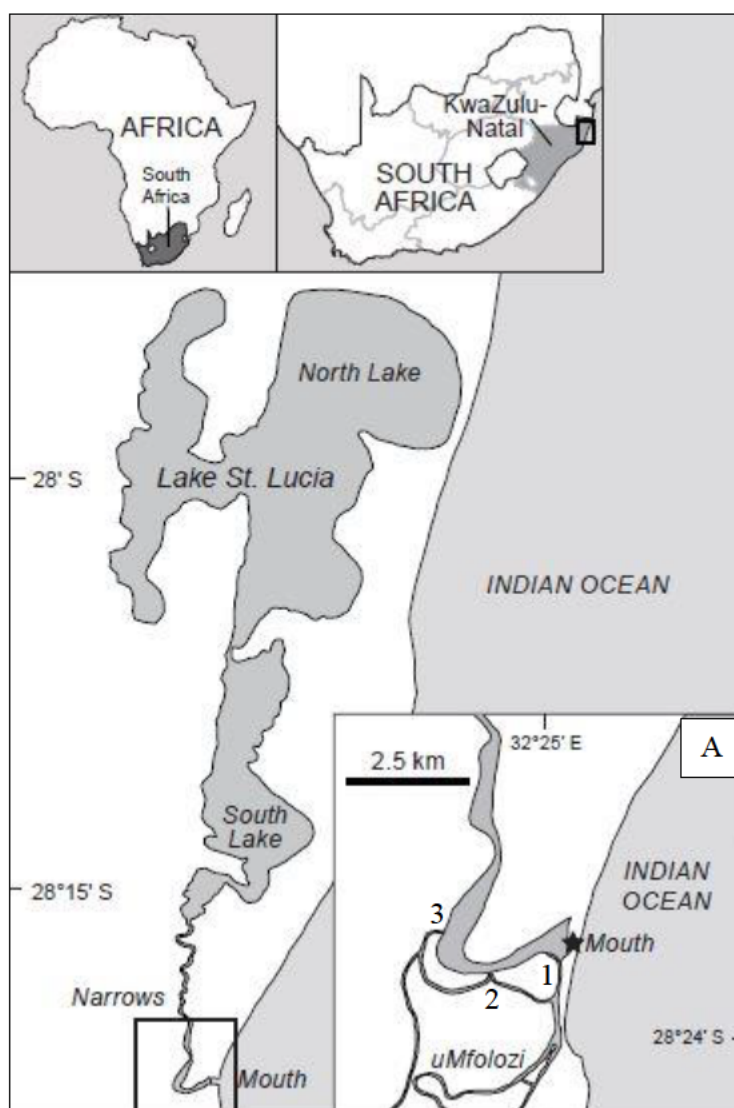 AFRICA
South
Africa
KwaZulu-
Natal
SOUTH
AFRICA
North Lake
28' S
Lake St. Lucia
INDIAN OCEAN
32°25' E
A
2.5 km
South
Lake
INDIAN
OCEAN
28°15' S
3
Mouth
1
2
Narrows
28°24' S
uMfolozi
Mouth